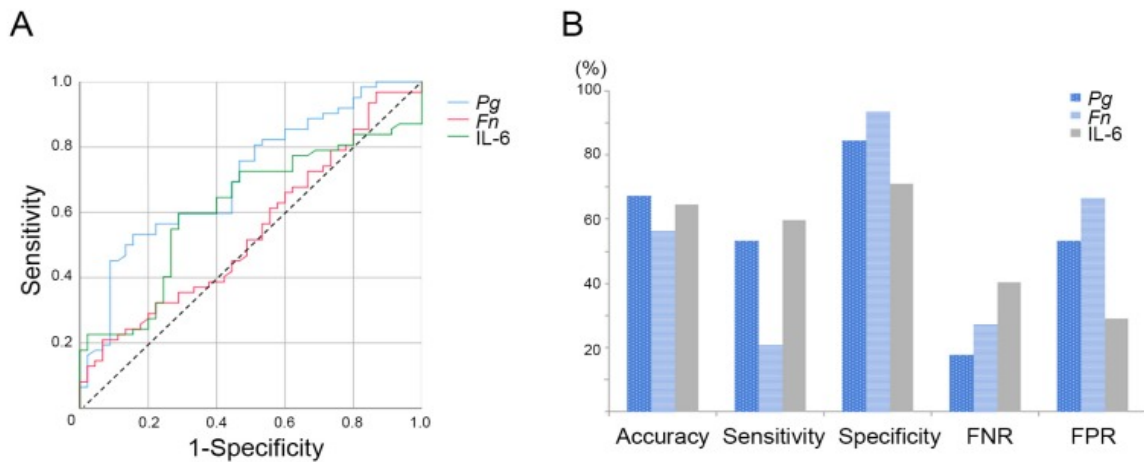 A
Sensitivity
1.0
0.8
0.6
0.4
0.2
0
0.2
0.4
0.6
0.8
1.0
1-Specificity
Pg
Fn
IL-6
B
(%)
100
80
60
40
20
Pg
Fn
IL-6
Accuracy
Sensitivity
Specificity
FNR
FPR